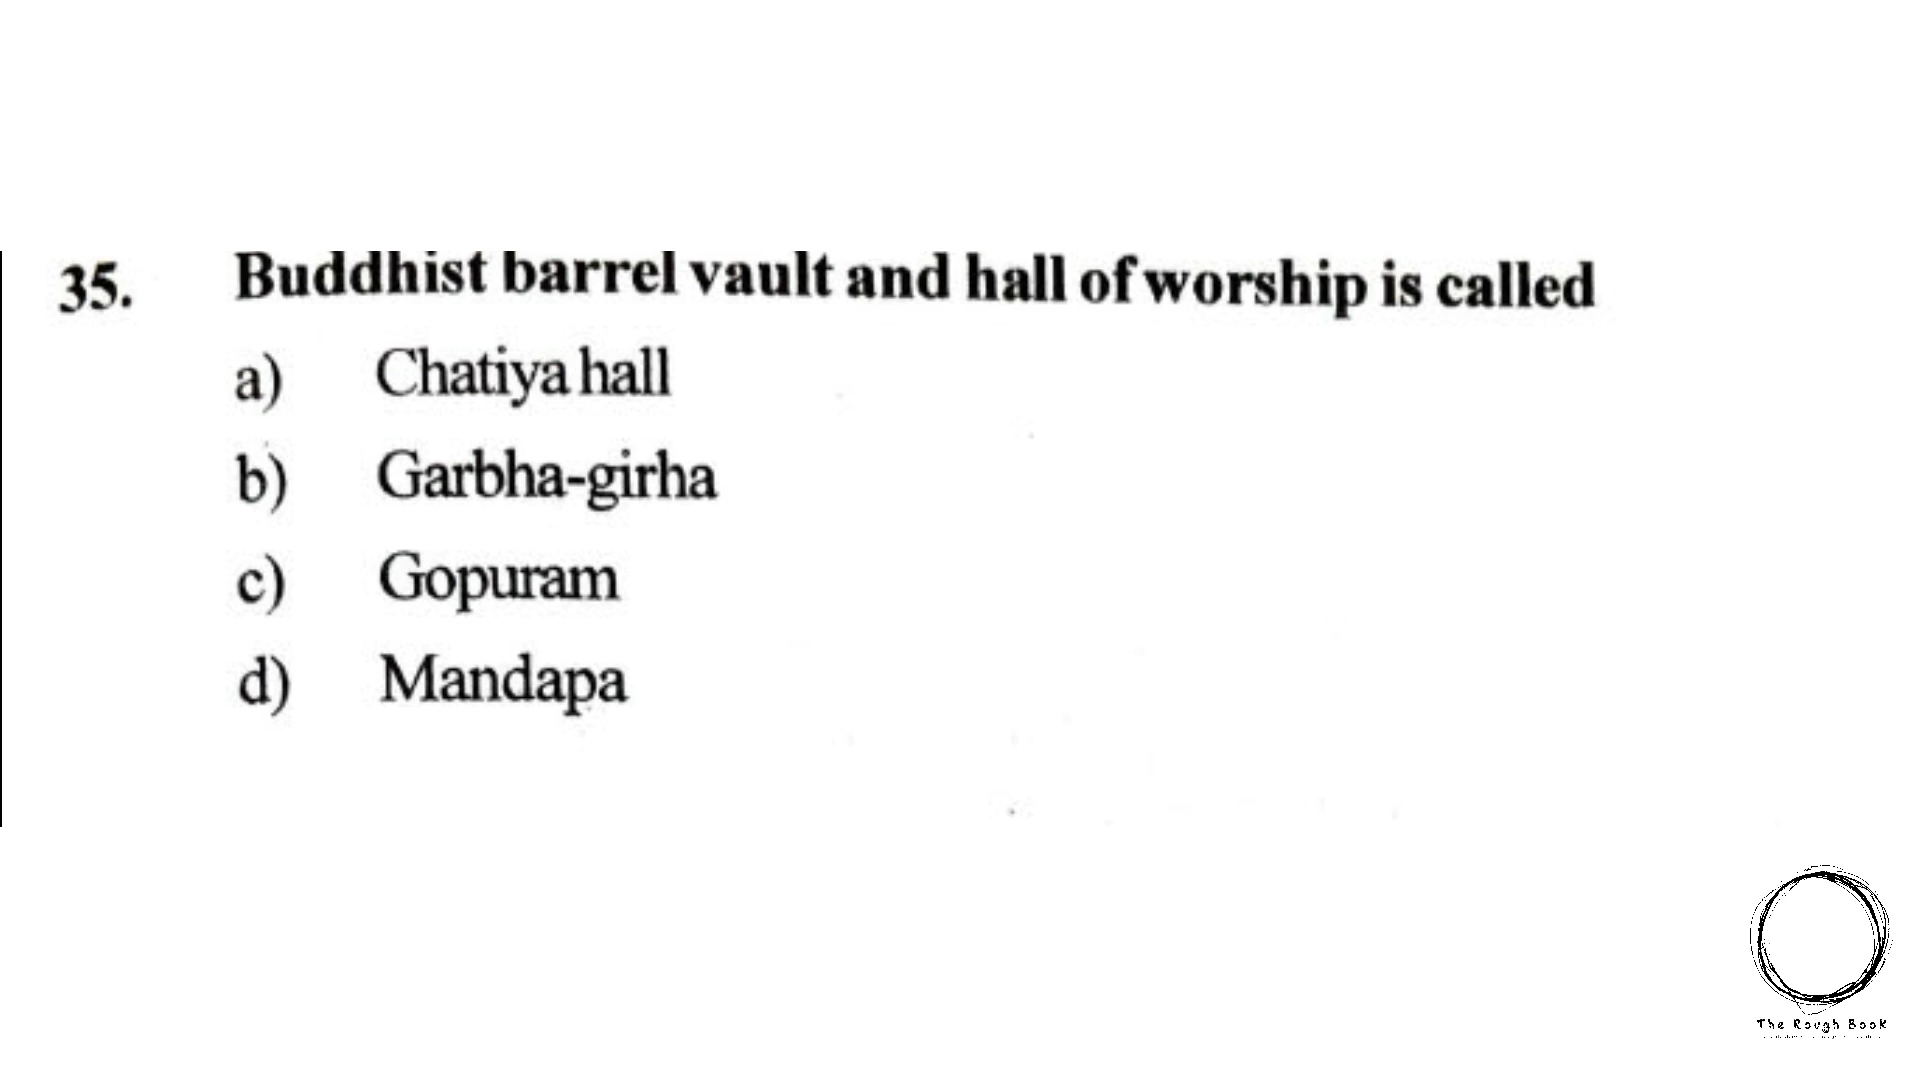 35. Buddhist barrel vault and hall of worship is called
a) Chatiya hall
b) Garbha-girha
c) Gopuram
d) Mandapa
The Rough Book